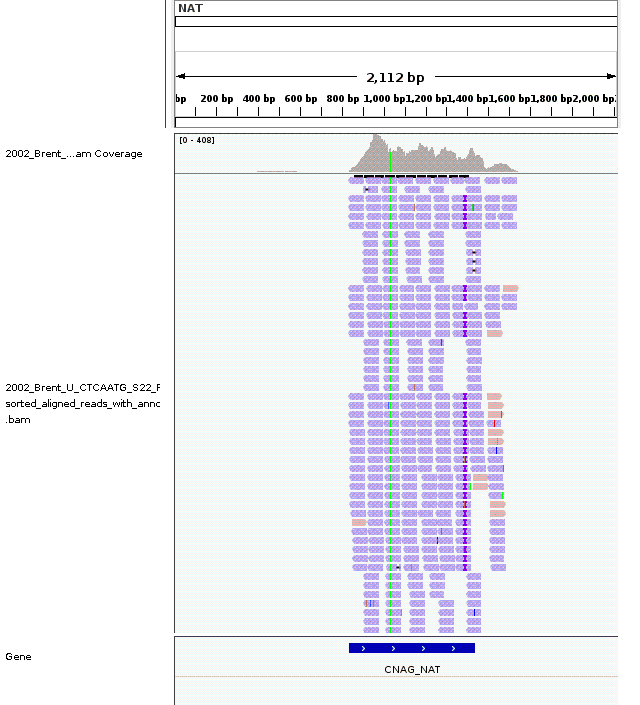 NAT
2,112 bp
bp 200 bp 400 bp 600 bp 800 bp 1,000 bp 1,200 bp 1,400 bp 1,600 bp 1,800 bp 2,000 bp
[0 - 408]
2002_Brent_...am Coverage
2002_Brent_U_CTCAATG_S22_F
sorted_aligned_reads_with_annc
.bam
Gene
CNAG_NAT